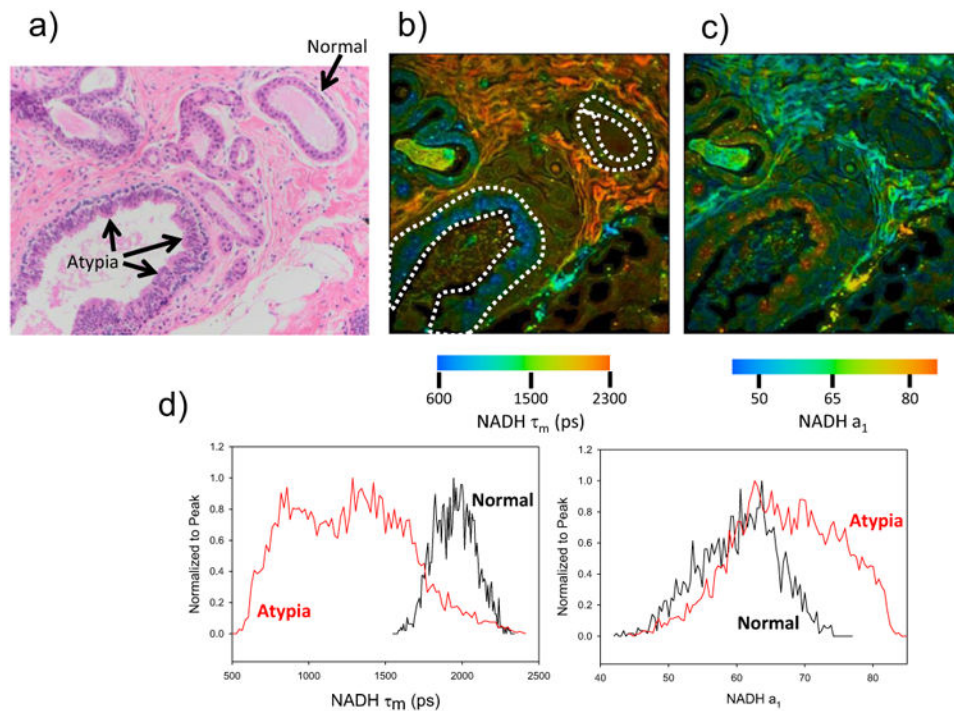 a)
Normal
Atypia
b)
c)
600 1500 2300
NADH τm (ps)
50 65 80
NADH a1
d)
1.2
1.0
0.8
0.6
0.4
0.2
0.0
Normalized to Peak
Normal
Atypia
500 1000 1500 2000 2500
NADH τm (ps)
1.2
1.0
0.8
0.6
0.4
0.2
0.0
Normalized to Peak
Atypia
Normal
40 50 60 70 80
NADH a1